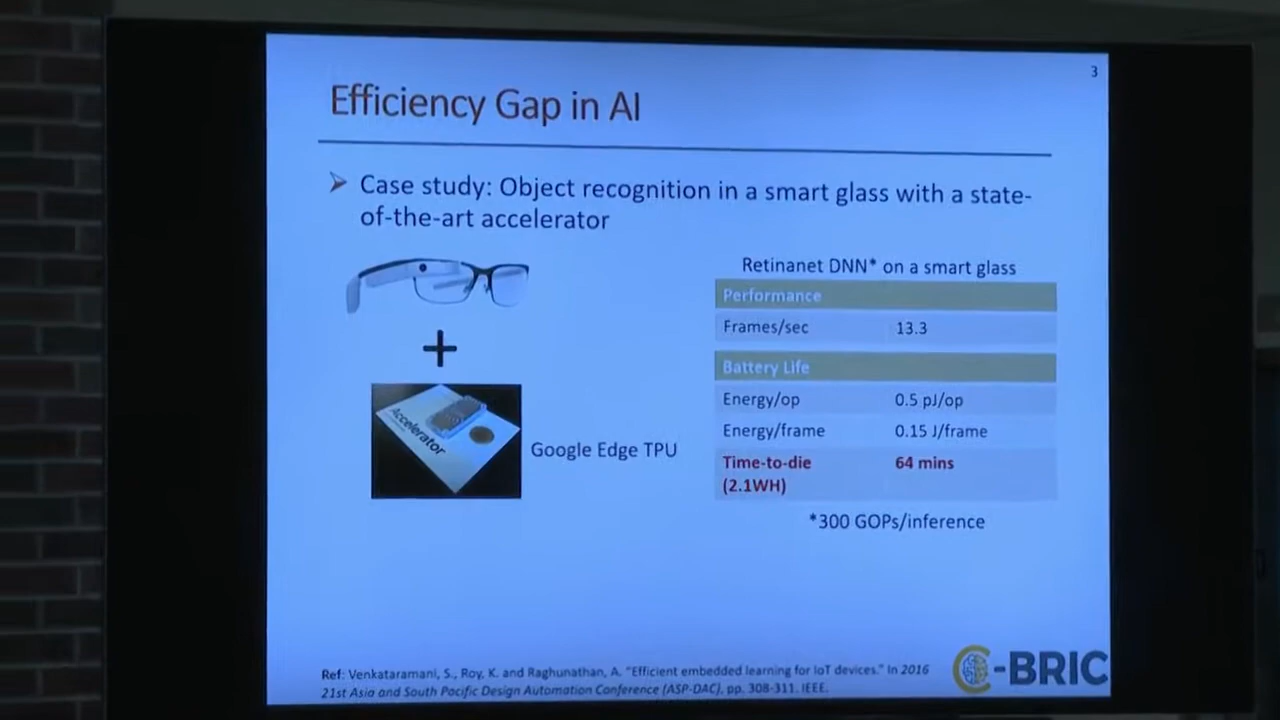 3
Efficiency Gap in AI
Case study: Object recognition in a smart glass with a state-
of-the-art accelerator
Retinanet DNN* on a smart glass
Performance
Frames/sec 13.3
Battery Life
Energy/op 0.5 pJ/op
Energy/frame 0.15 J/frame
Time-to-die 64 mins
(2.1WH)
*300 GOPs/inference
+
Accelerator
Google Edge TPU
Ref: Venkataramani, S., Roy, K. and Raghunathan, A. "Efficient embedded learning for IoT devices." In 2016
21st Asia and South Pacific Design Automation Conference (ASP-DAC), pp. 308-311. IEEE.
C-BRIC